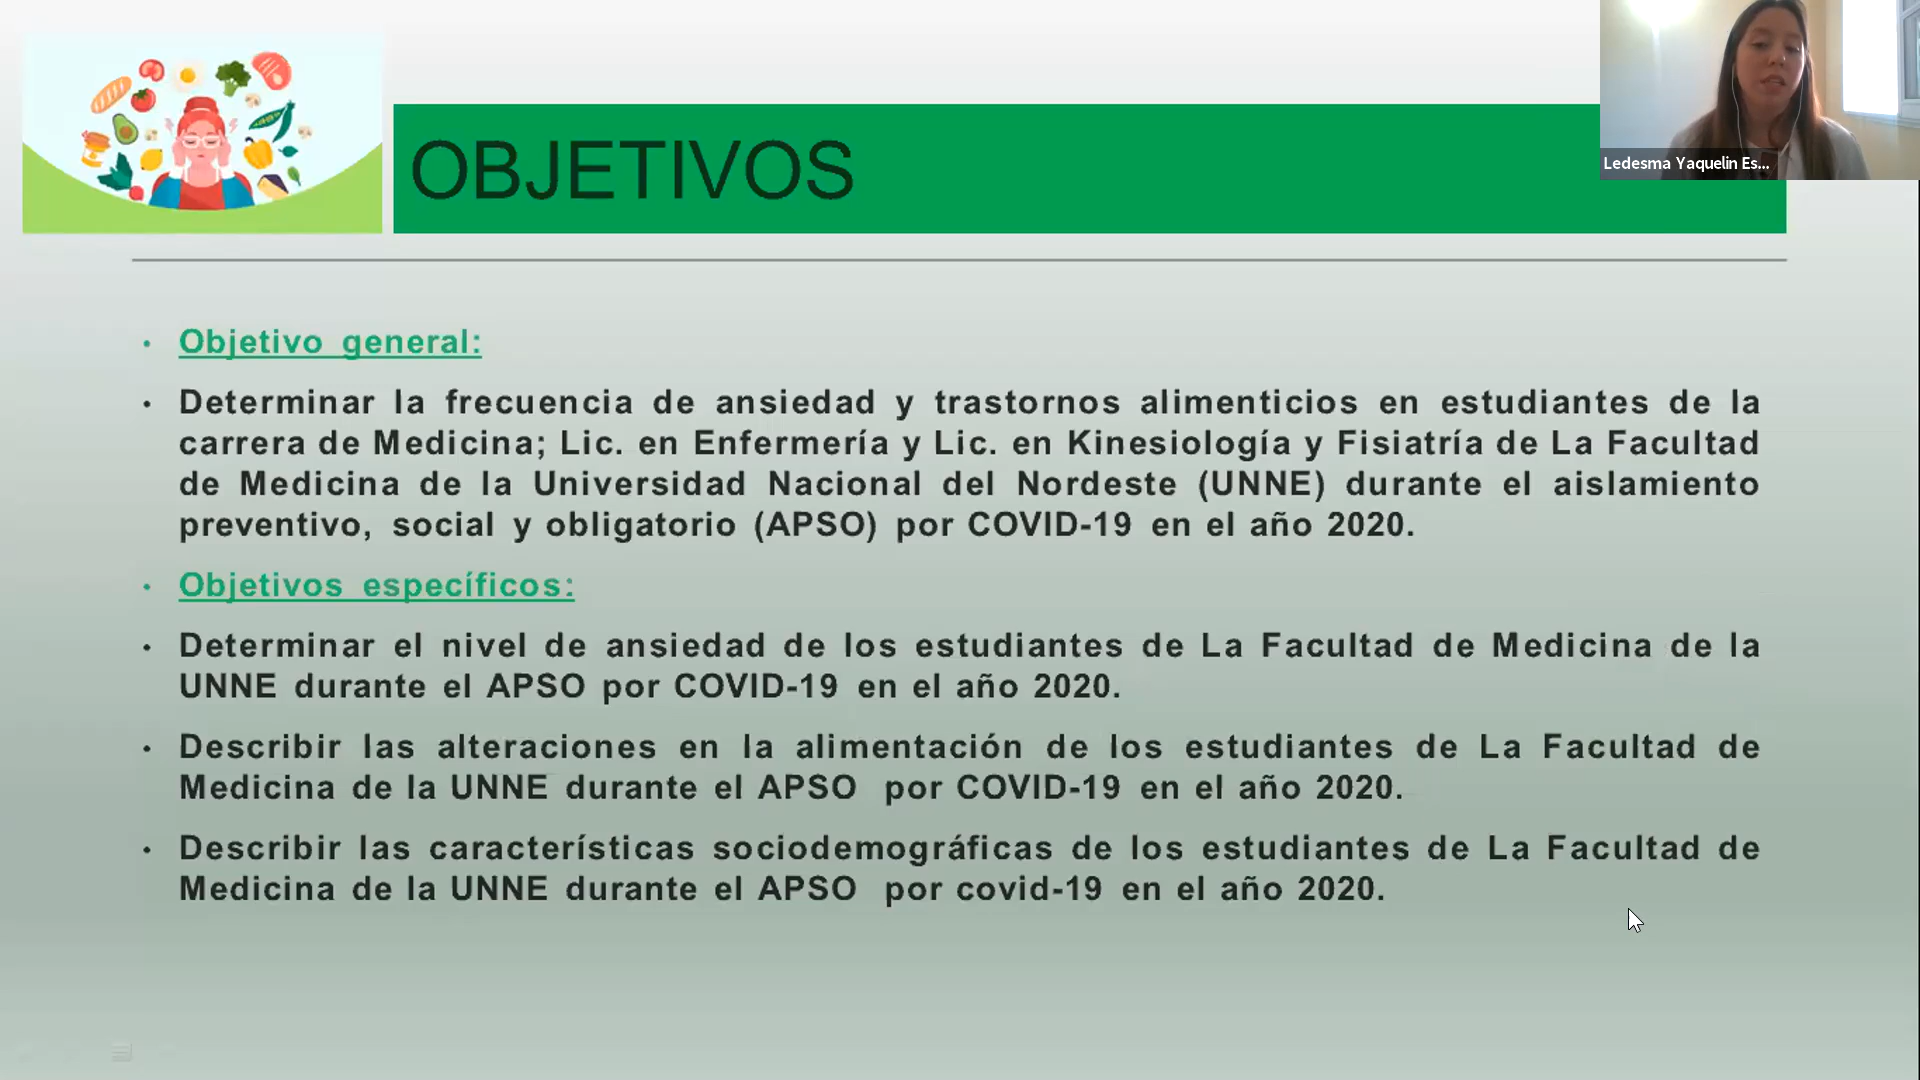 OBJETIVOS
Ledesma Yaquelin Es...
• Objetivo general:
• Determinar la frecuencia de ansiedad y trastornos alimenticios en estudiantes de la
carrera de Medicina; Lic. en Enfermería y Lic. en Kinesiología y Fisiatría de La Facultad
de Medicina de la Universidad Nacional del Nordeste (UNNE) durante el aislamiento
preventivo, social y obligatorio (APSO) por COVID-19 en el año 2020.
• Objetivos específicos:
• Determinar el nivel de ansiedad de los estudiantes de La Facultad de Medicina de la
UNNE durante el APSO por COVID-19 en el año 2020.
• Describir las alteraciones en la alimentación de los estudiantes de La Facultad de
Medicina de la UNNE durante el APSO por COVID-19 en el año 2020.
• Describir las características sociodemográficas de los estudiantes de La Facultad de
Medicina de la UNNE durante el APSO por covid-19 en el año 2020.